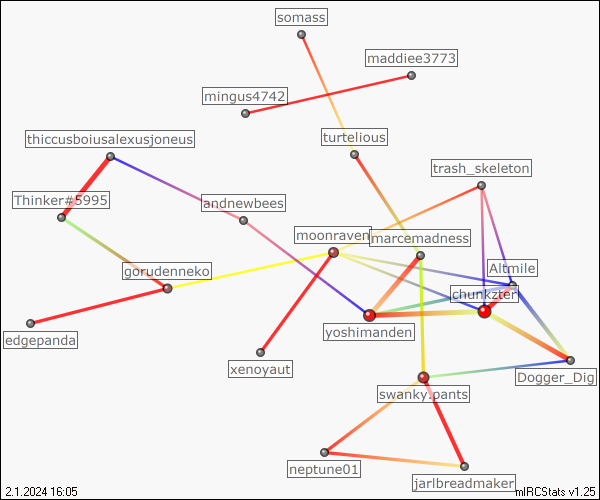 somass
maddiee3773
mingus4742
thiccusboiusalexusjoneus
turtelious
trash_skeleton
Thinker#5995
andnewbees
moonraven
marcemadness
gorudenneko
Altmile
chunkzter
edgepanda
yoshimanden
xenoyaut
Dogger_Dig
swanky.pants
neptune01
jarlbreadmaker
2.1.2024 16:05
mIRCStats v1.25